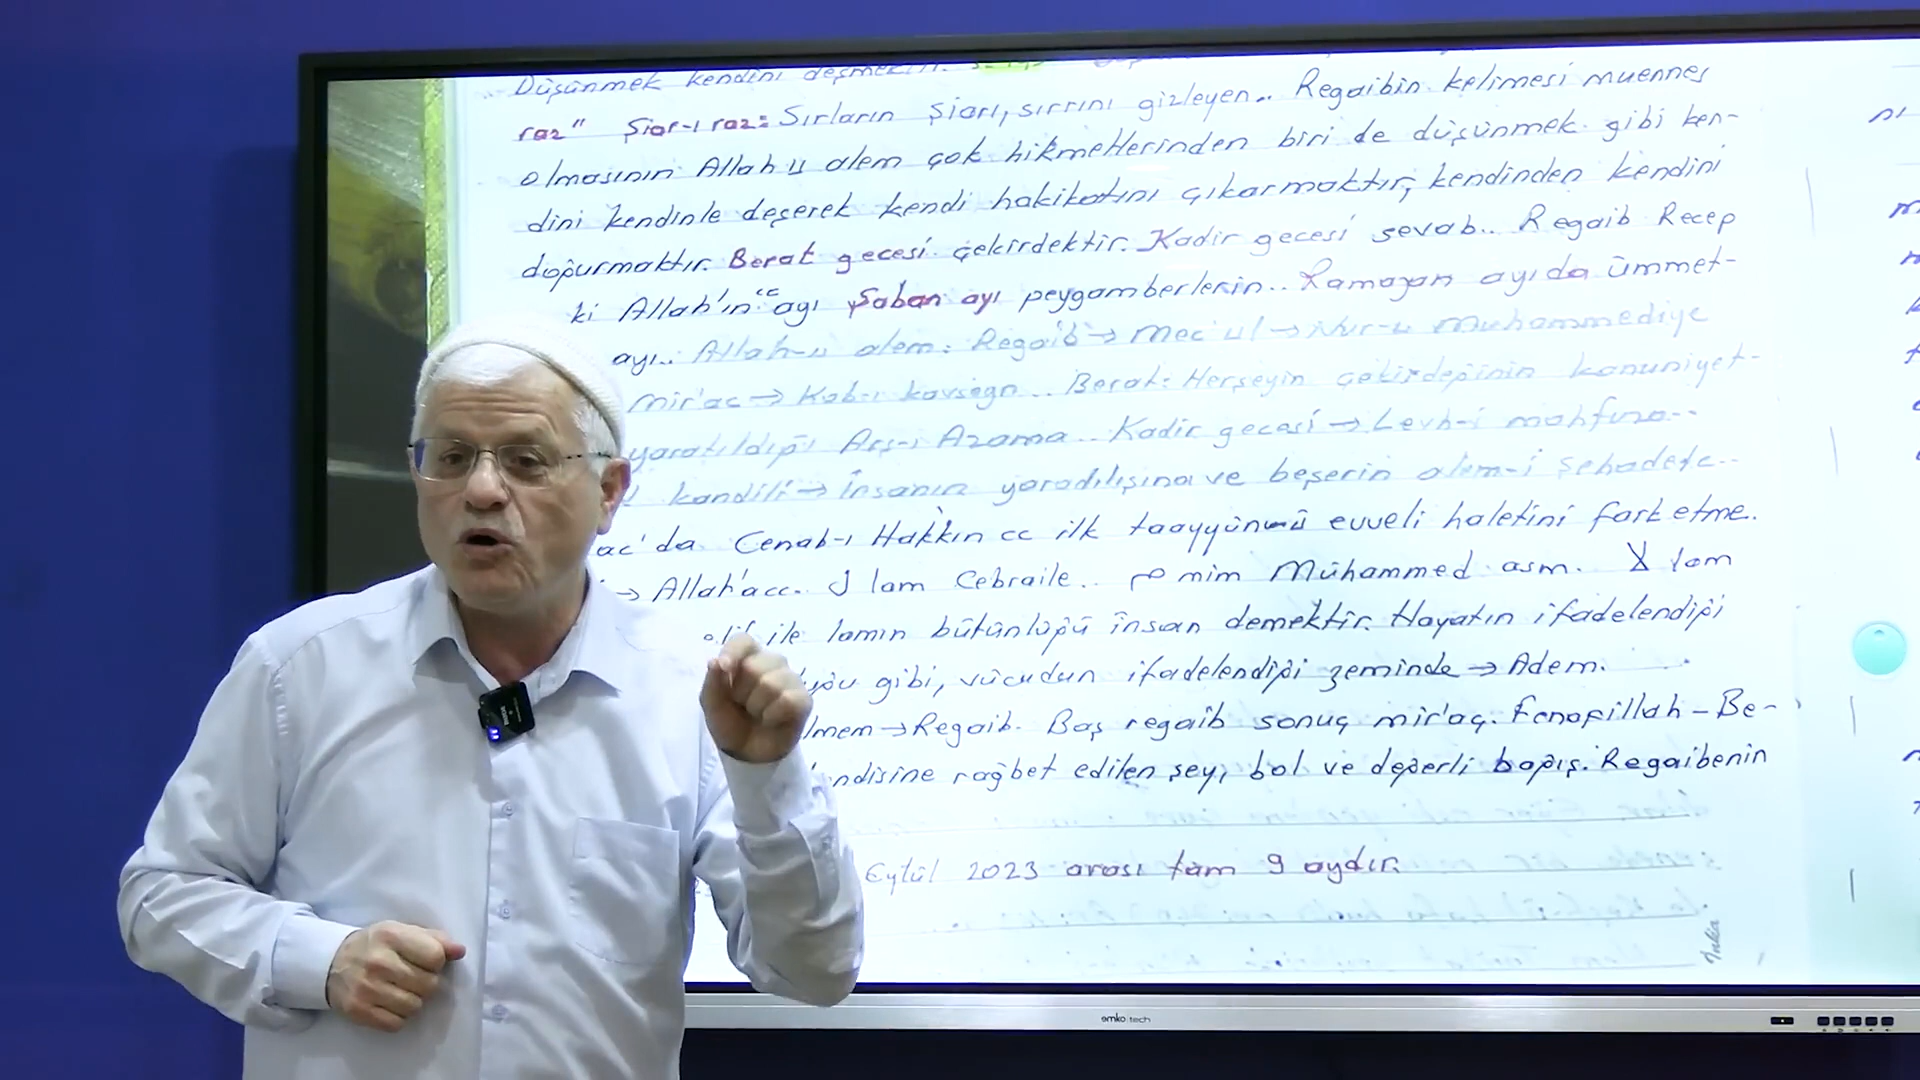 Düşünmek kendini deşmektir.
raz" Şiar-ı raz: Sırların şiarı, sırrını gizleyen.. Regaibin kelimesi muennes
olmasının Allah-u alem çok hikmetlerinden biri de düşünmek gibi ken-
dini kendinle deşerek kendi hakikatını çıkarmaktır, kendinden kendini
doğurmaktır. Berat gecesi çekirdektir. Kadir gecesi sevab.. Regaib Recep
ki Allah'ın cc ayı Şaban ayı peygamberlerin.. Ramazan ayı da ümmet-
ayı.. Allah-u alem: Regaib → Mec'ul → Nur-u Muhammediye
mir'ac → Kab-ı kavseyn.. Berat: Herşeyin çekirdeğinin kanuniyet-
yaratıldığı Arş-ı Azama.. Kadir gecesi → Levh-i mahfuza..
kandili → İnsanın yaradılışına ve beşerin alem-i şehadete..
ac'da Cenab-ı Hakkın cc ilk taayyünü evveli haletini fark etme.
→ Allah'a cc. J lam Cebraile.. mim Muhammed asm. lam
elif ile lamın bütünlüğü insan demektir. Hayatın ifadelendiği
gibi, vücudun ifadelendiği zeminde → Adem.
lmem → Regaib. Baş regaib sonuç mir'aç. Fenafillah - Be-
ndisine rağbet edilen şey, bol ve değerli bağış. Regaibenin
Eylül 2023 arası tam 9 aydır.
emko tech